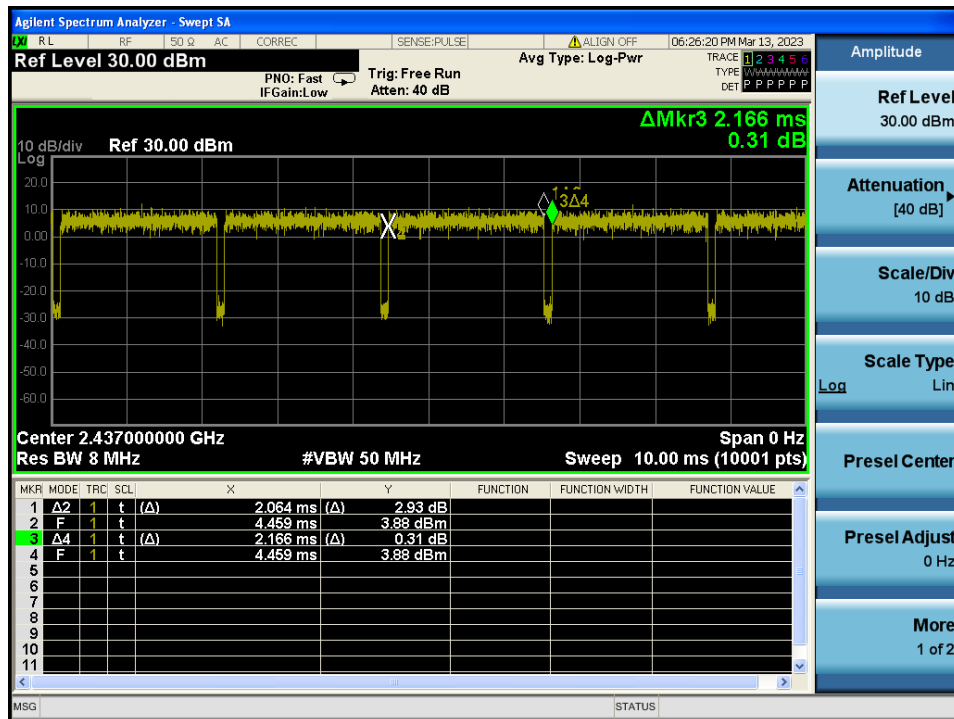 Agilent Spectrum Analyzer - Swept SA
LXI RL RF 50 Ω AC CORREC SENSE:PULSE ALIGN OFF 06:26:20 PM Mar 13, 2023
Ref Level 30.00 dBm
PNO: Fast
IFGain:Low
Trig: Free Run
Atten: 40 dB
Avg Type: Log-Pwr
TRACE 1 2 3 4 5 6
TYPE
DET P P P P P P
ΔMkr3 2.166 ms
0.31 dB
10 dB/div Ref 30.00 dBm
Log
20.0
10.0
0.00
-10.0
-20.0
-30.0
-40.0
-50.0
-60.0
3Δ4
Center 2.437000000 GHz Span 0 Hz
Res BW 8 MHz #VBW 50 MHz Sweep 10.00 ms (10001 pts)
MKR MODE TRC SCL X Y FUNCTION FUNCTION WIDTH FUNCTION VALUE
1 Δ2 1 t (Δ) 2.064 ms (Δ) 2.93 dB
2 F 1 t 4.459 ms 3.88 dBm
3 Δ4 1 t (Δ) 2.166 ms (Δ) 0.31 dB
4 F 1 t 4.459 ms 3.88 dBm
5
6
7
8
9
10
11
MSG STATUS
Amplitude
Ref Level
30.00 dBm
Attenuation
[40 dB]
Scale/Div
10 dB
Scale Type
Log Lin
Presel Center
Presel Adjust
0 Hz
More
1 of 2